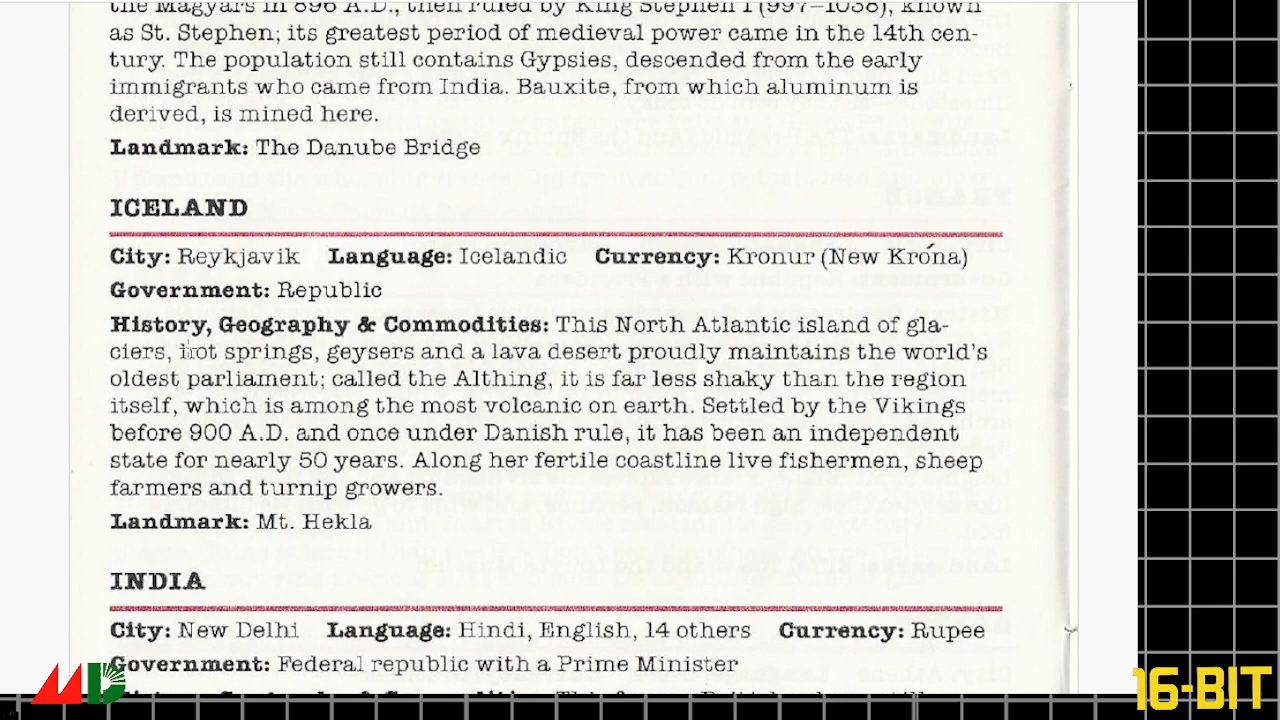 the Magyars in 896 A.D., then ruled by King Stephen I (997–1038), known
as St. Stephen; its greatest period of medieval power came in the 14th cen-
tury. The population still contains Gypsies, descended from the early
immigrants who came from India. Bauxite, from which aluminum is
derived, is mined here.
Landmark: The Danube Bridge
ICELAND
City: Reykjavik Language: Icelandic Currency: Kronur (New Króna)
Government: Republic
History, Geography & Commodities: This North Atlantic island of gla-
ciers, hot springs, geysers and a lava desert proudly maintains the world's
oldest parliament; called the Althing, it is far less shaky than the region
itself, which is among the most volcanic on earth. Settled by the Vikings
before 900 A.D. and once under Danish rule, it has been an independent
state for nearly 50 years. Along her fertile coastline live fishermen, sheep
farmers and turnip growers.
Landmark: Mt. Hekla
INDIA
City: New Delhi Language: Hindi, English, 14 others Currency: Rupee
Government: Federal republic with a Prime Minister
MD
16-BIT